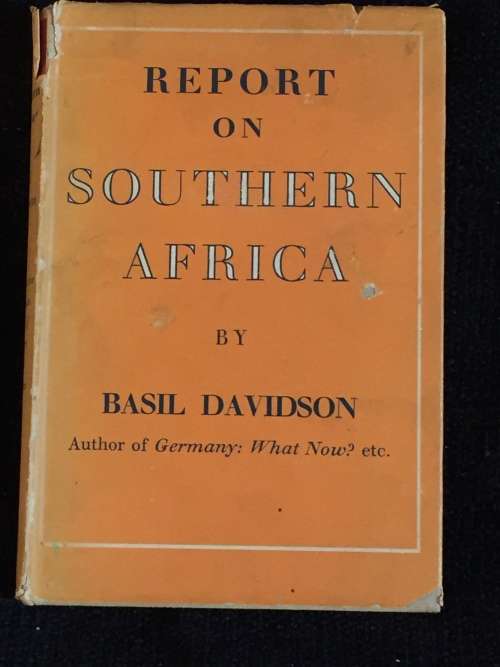 REPORT
ON
SOUTHERN
AFRICA
BY
BASIL DAVIDSON
Author of Germany: What Now? etc.